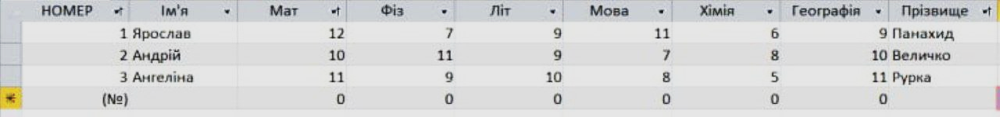 НОМЕР Ім'я Мат Фіз Літ Мова Хімія Географія Прізвище
1 Ярослав 12 7 9 11 6 9 Панахид
2 Андрій 10 11 9 7 8 10 Величко
3 Ангеліна 11 9 10 8 5 11 Рурка
(№) 0 0 0 0 0 0